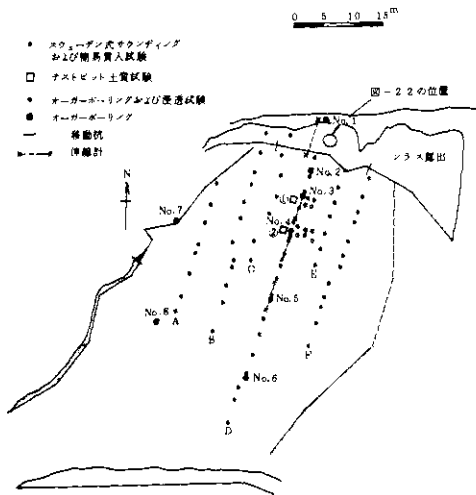 0 5 10 15 m
スウェーデン式サウンディング
および簡易貫入試験
テストピット土質試験
オーガーボーリングおよび浸透試験
オーガーボーリング
移動杭
伸縮計
図-22の位置
No.1
シラス露出
N
No.2
No.3
①
No.7
No.4
②
C
E
No.5
No.8
A
B
F
No.6
D